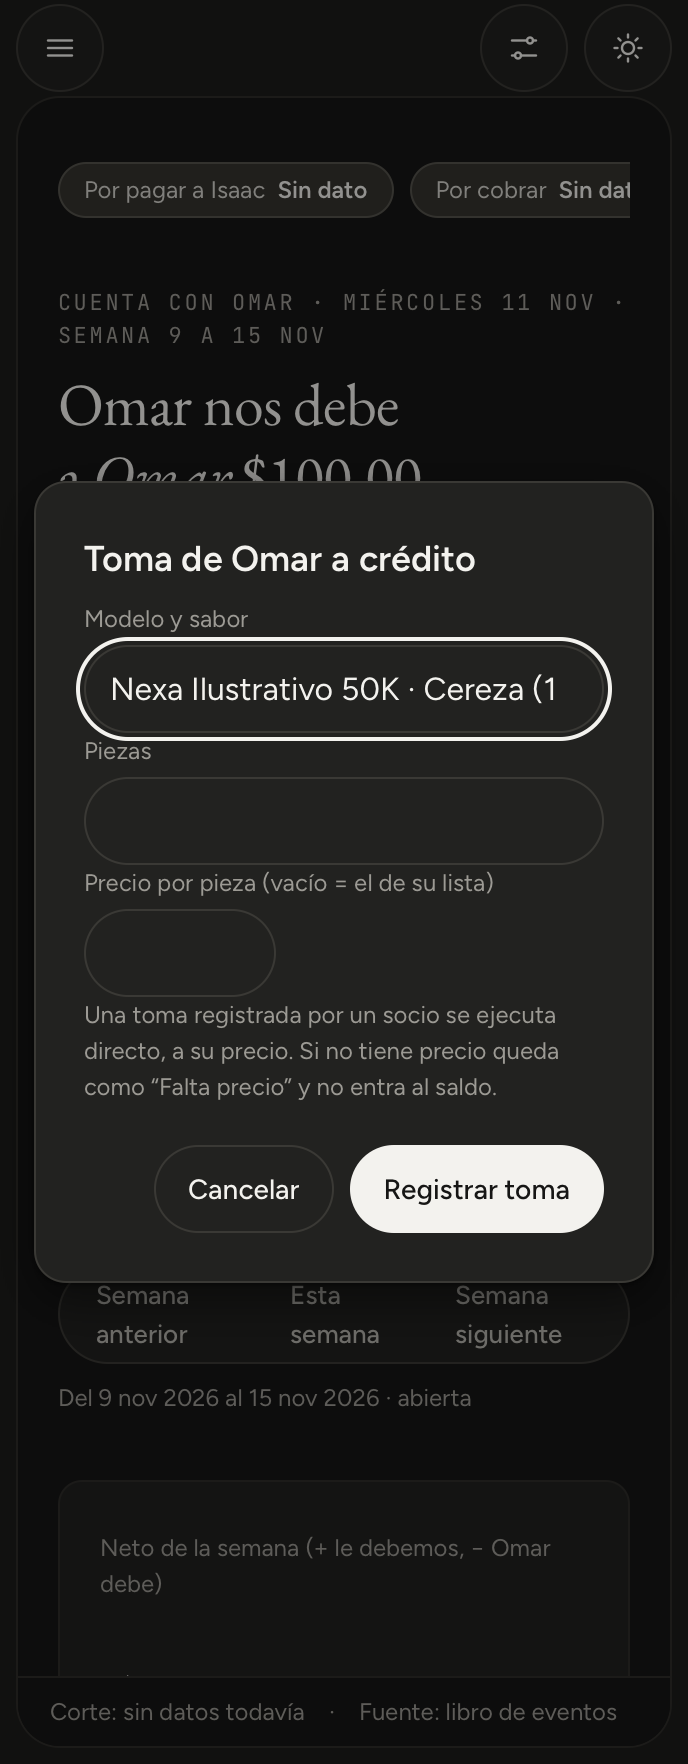 Por pagar a Isaac Sin dato
Por cobrar Sin dat
CUENTA CON OMAR · MIÉRCOLES 11 NOV ·
SEMANA 9 A 15 NOV
Omar nos debe
a Omar $100.00
Toma de Omar a crédito
Modelo y sabor
Nexa Ilustrativo 50K · Cereza (1
Piezas
Precio por pieza (vacío = el de su lista)
Una toma registrada por un socio se ejecuta
directo, a su precio. Si no tiene precio queda
como “Falta precio” y no entra al saldo.
Cancelar
Registrar toma
Semana
anterior
Esta
semana
Semana
siguiente
Del 9 nov 2026 al 15 nov 2026 · abierta
Neto de la semana (+ le debemos, − Omar
debe)
Corte: sin datos todavía · Fuente: libro de eventos